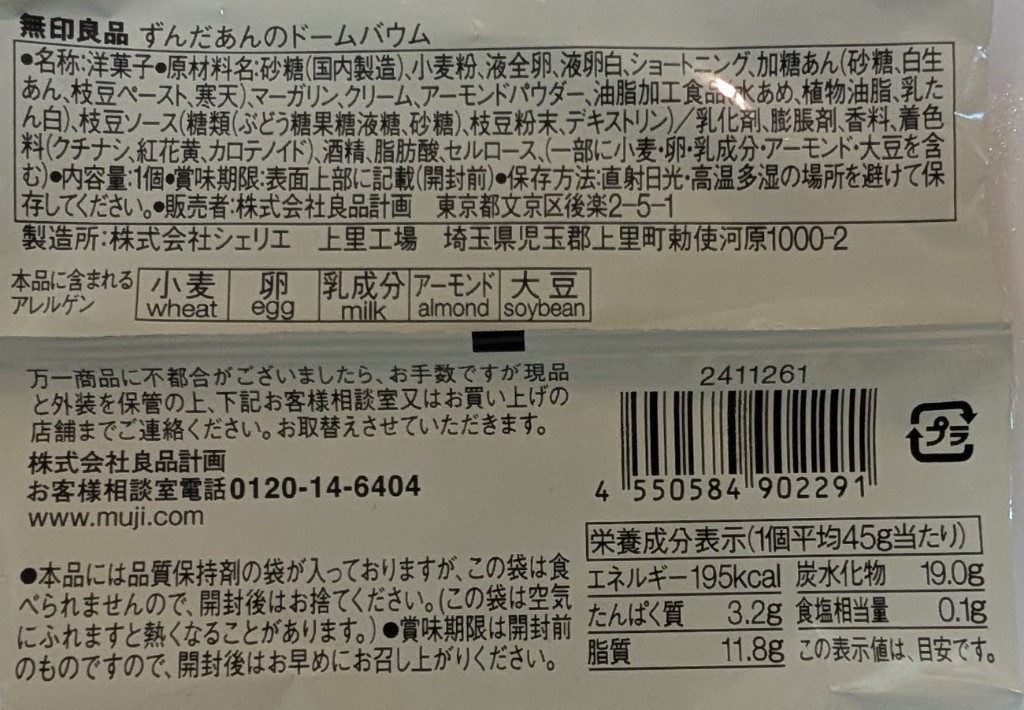 無印良品 ずんだあんのドームバウム
●名称:洋菓子●原材料名:砂糖(国内製造)、小麦粉、液全卵、液卵白、ショートニング、加糖あん(砂糖、白生
あん、枝豆ペースト、寒天)、マーガリン、クリーム、アーモンドパウダー、油脂加工食品(水あめ、植物油脂、乳た
ん白)、枝豆ソース(糖類(ぶどう糖果糖液糖、砂糖)、枝豆粉末、デキストリン)/乳化剤、膨脹剤、香料、着色
料(クチナシ、紅花黄、カロテノイド)、酒精、脂肪酸、セルロース、(一部に小麦・卵・乳成分・アーモンド・大豆を含
む)●内容量:1個●賞味期限:表面上部に記載(開封前)●保存方法:直射日光・高温多湿の場所を避けて保
存してください。●販売者:株式会社良品計画 東京都文京区後楽2-5-1
製造所:株式会社シェリエ 上里工場 埼玉県児玉郡上里町勅使河原1000-2
本品に含まれる
アレルゲン
小麦 卵 乳成分 アーモンド 大豆
wheat egg milk almond soybean
万一商品に不都合がございましたら、お手数ですが現品
と外装を保管の上、下記お客様相談室又はお買い上げの
店舗までご連絡ください。お取替えさせていただきます。
株式会社良品計画
お客様相談室電話0120-14-6404
www.muji.com
●本品には品質保持剤の袋が入っておりますが、この袋は食
べられませんので、開封後はお捨てください。(この袋は空気
にふれますと熱くなることがあります。)●賞味期限は開封前
のものですので、開封後はお早めにお召し上がりください。
2411261
4 550584 902291
プラ
栄養成分表示(1個平均45g当たり)
エネルギー195kcal 炭水化物 19.0g
たんぱく質 3.2g 食塩相当量 0.1g
脂質 11.8g この表示値は、目安です。